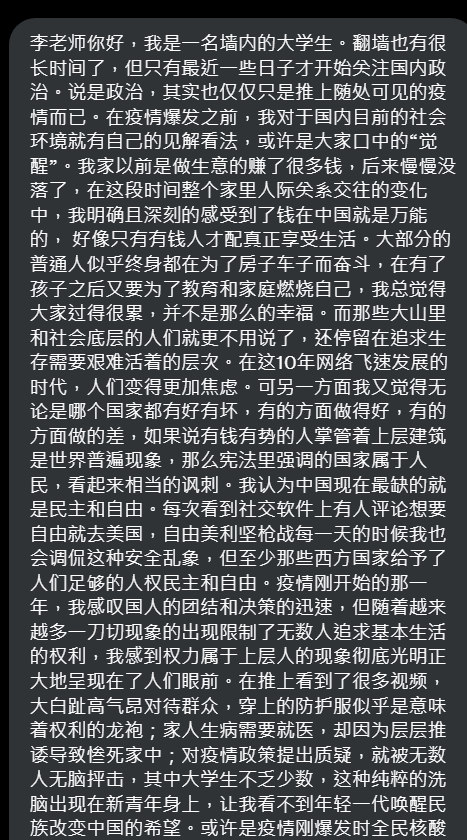 李老师你好，我是一名墙内的大学生。翻墙也有很
长时间了，但只有最近一些日子才开始关注国内政
治。说是政治，其实也仅仅只是推上随处可见的疫
情而已。在疫情爆发之前，我对于国内目前的社会
环境就有自己的见解看法，或许是大家口中的“觉
醒”。我家以前是做生意的赚了很多钱，后来慢慢没
落了，在这段时间整个家里人际关系交往的变化
中，我明确且深刻的感受到了钱在中国就是万能
的， 好像只有有钱人才配真正享受生活。大部分的
普通人似乎终身都在为了房子车子而奋斗，在有了
孩子之后又要为了教育和家庭燃烧自己，我总觉得
大家过得很累，并不是那么的幸福。而那些大山里
和社会底层的人们就更不用说了，还停留在追求生
存需要艰难活着的层次。在这10年网络飞速发展的
时代，人们变得更加焦虑。可另一方面我又觉得无
论是哪个国家都有好有坏，有的方面做得好，有的
方面做的差，如果说有钱有势的人掌管着上层建筑
是世界普遍现象，那么宪法里强调的国家属于人
民，看起来相当的讽刺。我认为中国现在最缺的就
是民主和自由。每次看到社交软件上有人评论想要
自由就去美国，自由美利坚枪战每一天的时候我也
会调侃这种安全乱象，但至少那些西方国家给予了
人们足够的人权民主和自由。疫情刚开始的那一
年，我感叹国人的团结和决策的迅速，但随着越来
越多一刀切现象的出现限制了无数人追求基本生活
的权利，我感到权力属于上层人的现象彻底光明正
大地呈现在了人们眼前。在推上看到了很多视频，
大白趾高气昂对待群众，穿上的防护服似乎是意味
着权利的龙袍；家人生病需要就医，却因为层层推
诿导致惨死家中；对疫情政策提出质疑，就被无数
人无脑抨击，其中大学生不乏少数，这种纯粹的洗
脑出现在新青年身上，让我看不到年轻一代唤醒民
族改变中国的希望。或许是疫情刚爆发时全民核酸